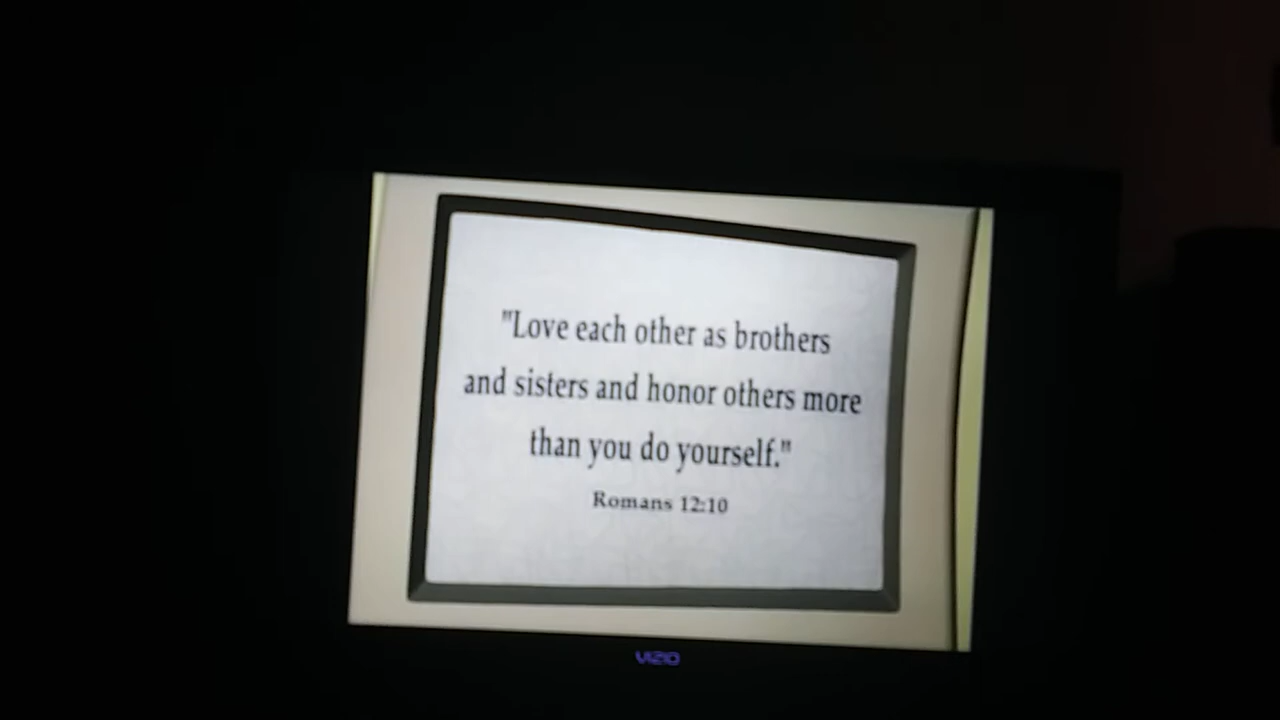 "Love each other as brothers
and sisters and honor others more
than you do yourself."
Romans 12:10
VIZIO